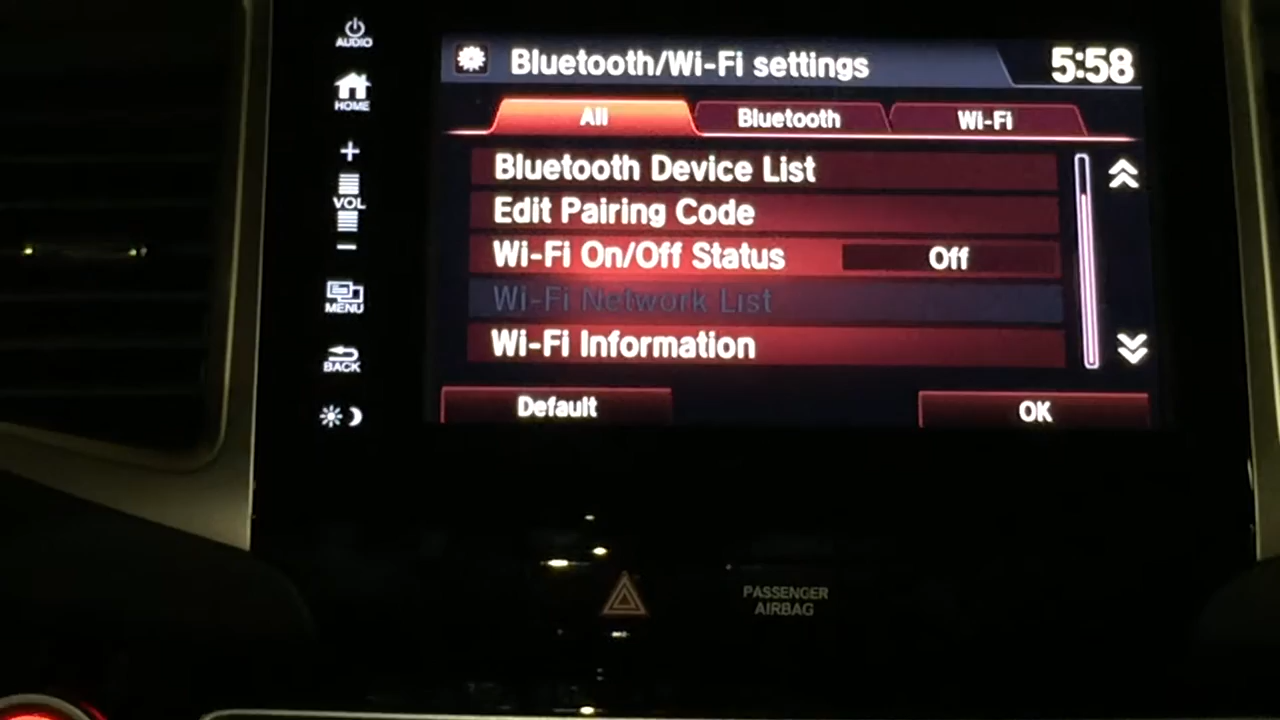 AUDIO
HOME
+
VOL
−
MENU
BACK
Bluetooth/Wi-Fi settings
5:58
All
Bluetooth
Wi-Fi
Bluetooth Device List
Edit Pairing Code
Wi-Fi On/Off Status Off
Wi-Fi Network List
Wi-Fi Information
Default
OK
PASSENGER
AIRBAG